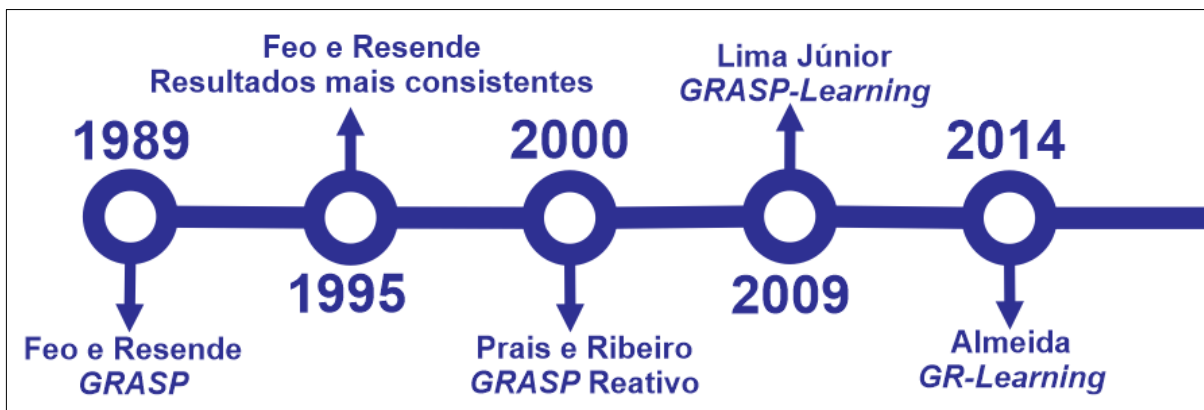 Feo e Resende
Resultados mais consistentes
Lima Júnior
GRASP-Learning
1989
2000
2014
1995
2009
Feo e Resende
GRASP
Prais e Ribeiro
GRASP Reativo
Almeida
GR-Learning